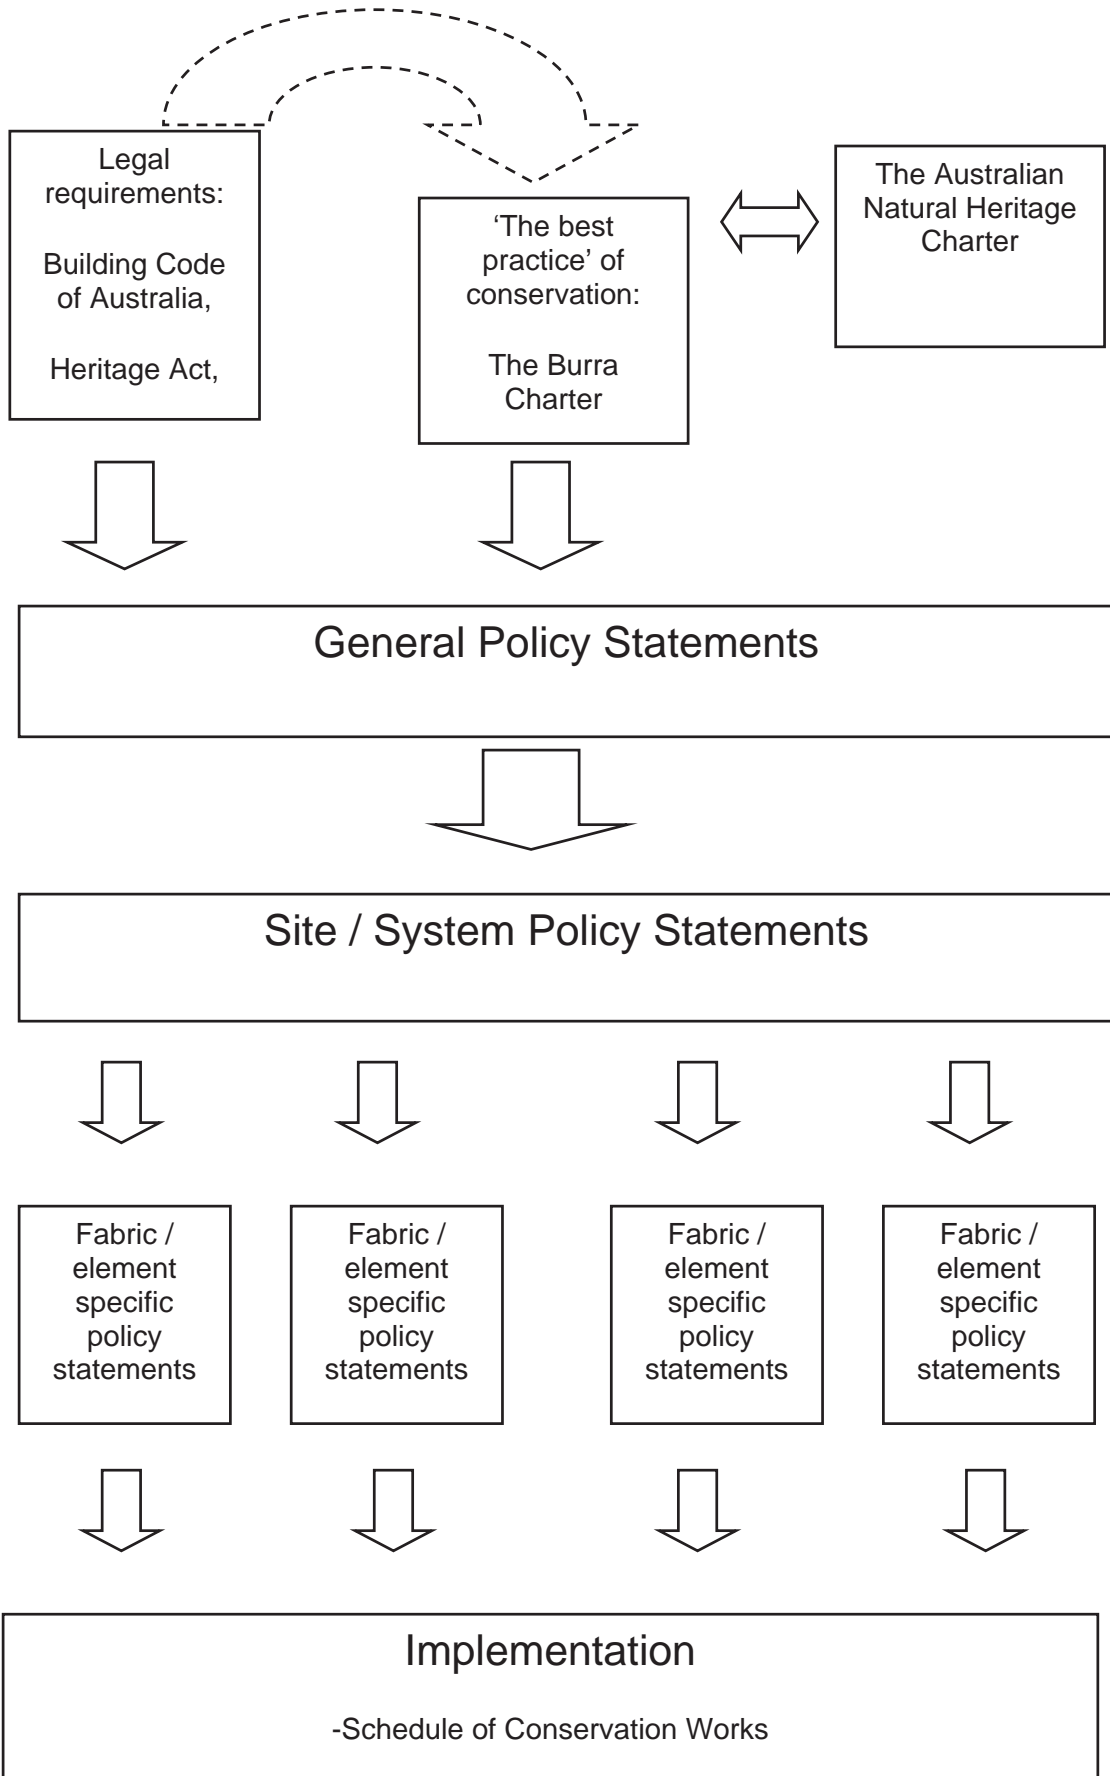 Legal
requirements:
Building Code
of Australia,
Heritage Act,
‘The best
practice’ of
conservation:
The Burra
Charter
The Australian
Natural Heritage
Charter
General Policy Statements
Site / System Policy Statements
Fabric /
element
specific
policy
statements
Fabric /
element
specific
policy
statements
Fabric /
element
specific
policy
statements
Fabric /
element
specific
policy
statements
Implementation
-Schedule of Conservation Works